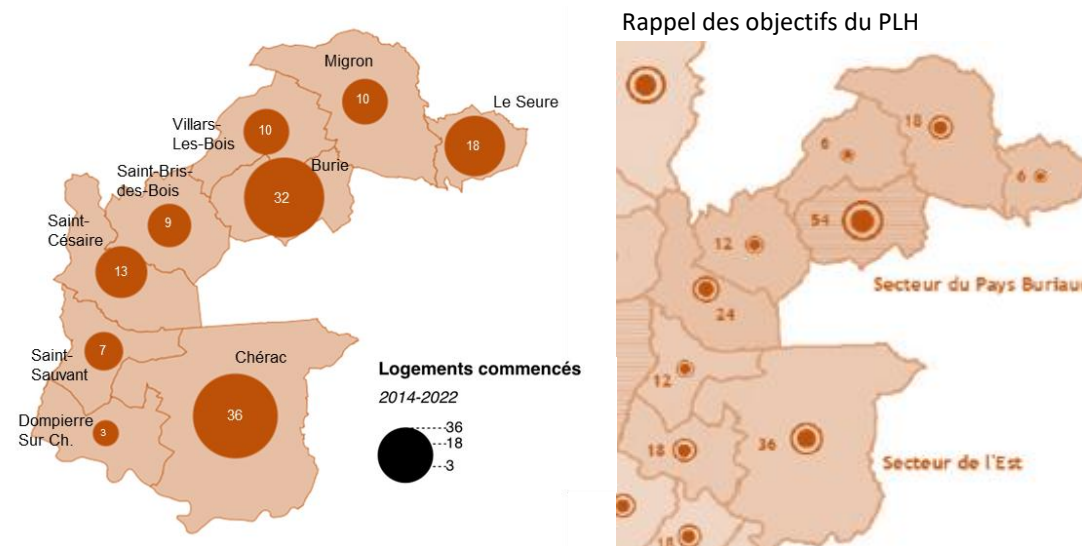 Rappel des objectifs du PLH
Migron
10
Le Seure
18
Villars-
Les-Bois
10
Burie
32
Saint-Bris-
des-Bois
9
Saint-
Césaire
13
Saint-
Sauvant
7
Chérac
36
Dompierre
Sur Ch.
3
Logements commencés
2014-2022
36
18
3
18
6
6
54
12
Secteur du Pays Buriaud
24
12
18
36
Secteur de l'Est
18